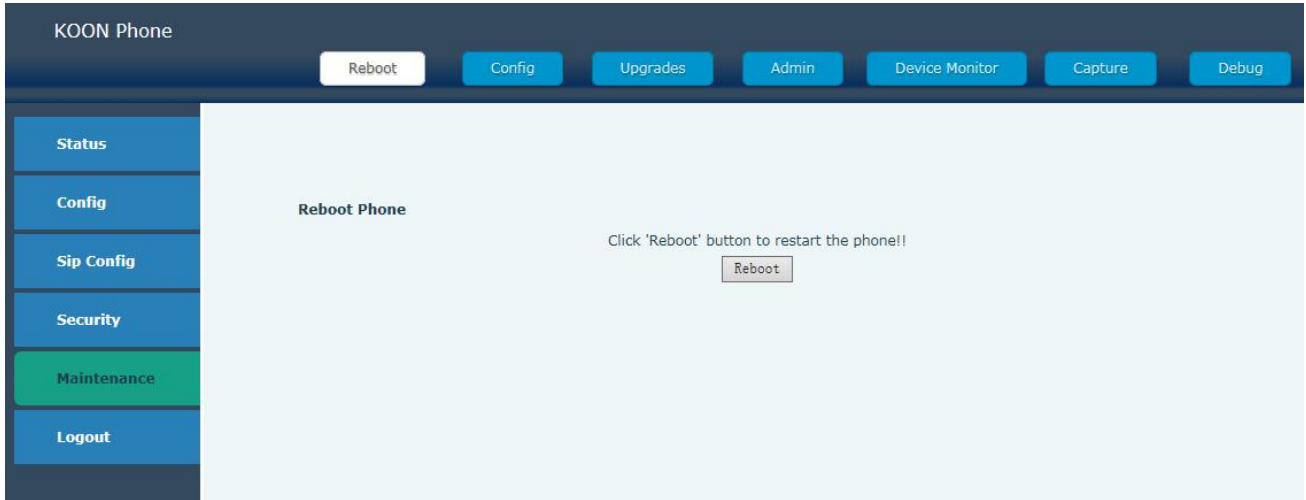 KOON Phone
Reboot Config Upgrades Admin Device Monitor Capture Debug
Status
Config
Sip Config
Security
Maintenance
Logout
Reboot Phone
Click 'Reboot' button to restart the phone!!
Reboot